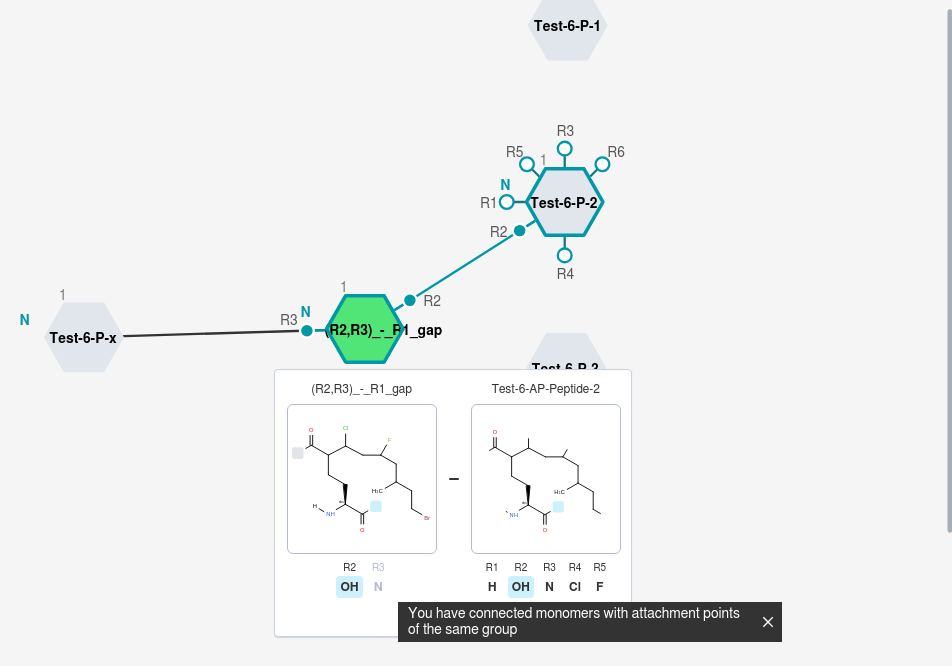 Test-6-P-1
R3
R5
1
R6
N
R1
Test-6-P-2
R2
R4
1
R2
1
N
N
R3
(R2,R3)_-_R1_gap
Test-6-P-x
Test-6-P-3
(R2,R3)_-_R1_gap
Test-6-AP-Peptide-2
Cl
O
F
H₃C
H
NH
O
Br
–
O
H₃C
NH
O
R2 R3
OH N
R1 R2 R3 R4 R5
H OH N Cl F
You have connected monomers with attachment points
of the same group